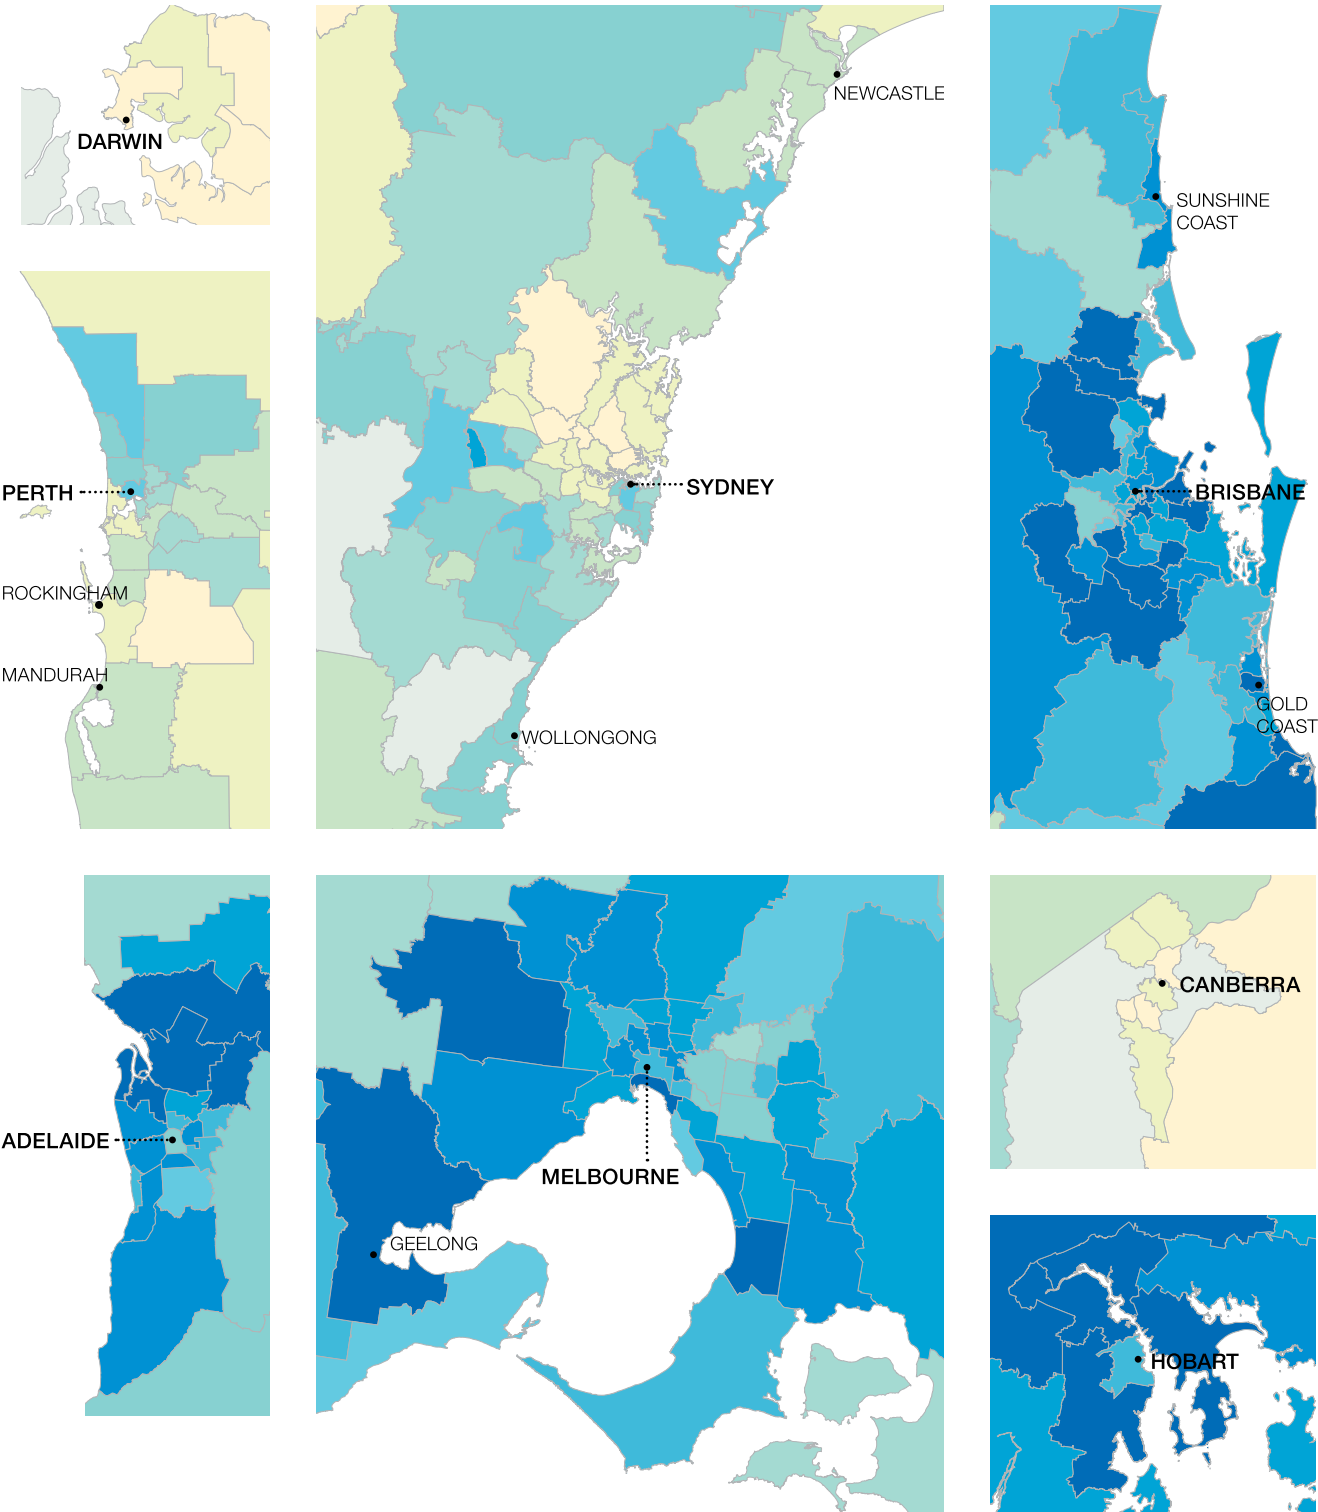 DARWIN
NEWCASTLE
SUNSHINE
COAST
PERTH
SYDNEY
BRISBANE
ROCKINGHAM
MANDURAH
WOLLONGONG
GOLD
COAST
CANBERRA
ADELAIDE
MELBOURNE
GEELONG
HOBART